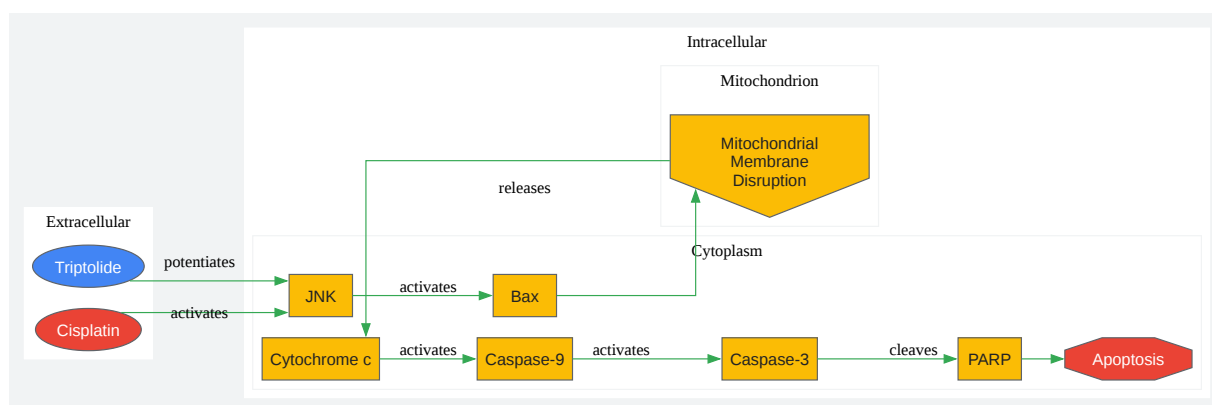 Intracellular
Mitochondrion
Mitochondrial
Membrane
Disruption
releases
Extracellular
Cytoplasm
Triptolide
potentiates
JNK
activates
Bax
Cisplatin
activates
Cytochrome c
activates
Caspase-9
activates
Caspase-3
cleaves
PARP
Apoptosis